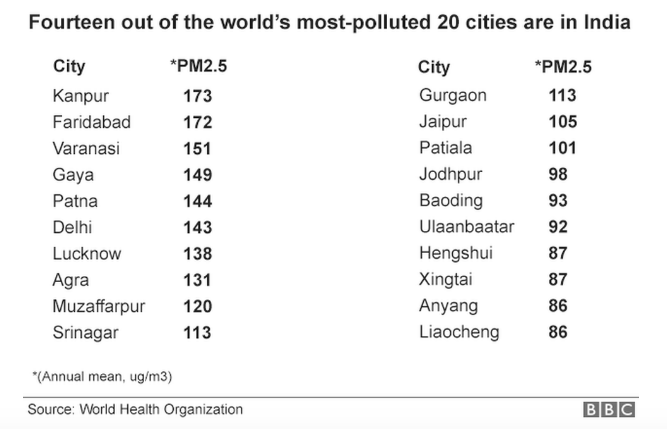 Fourteen out of the world's most-polluted 20 cities are in India
City *PM2.5
Kanpur 173
Faridabad 172
Varanasi 151
Gaya 149
Patna 144
Delhi 143
Lucknow 138
Agra 131
Muzaffarpur 120
Srinagar 113
City *PM2.5
Gurgaon 113
Jaipur 105
Patiala 101
Jodhpur 98
Baoding 93
Ulaanbaatar 92
Hengshui 87
Xingtai 87
Anyang 86
Liaocheng 86
*(Annual mean, ug/m3)
Source: World Health Organization
BBC